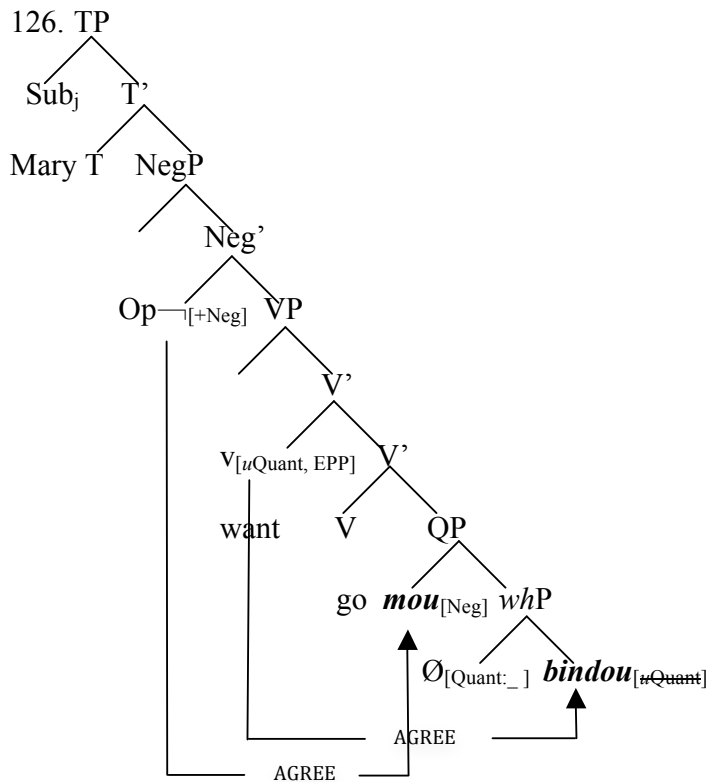 126. TP
Subj T’
Mary T NegP
Neg’
Op¬[+Neg] VP
V’
v[uQuant, EPP] V’
want V QP
go mou[Neg] whP
Ø[Quant:_ ] bindou[uQuant]
AGREE
AGREE